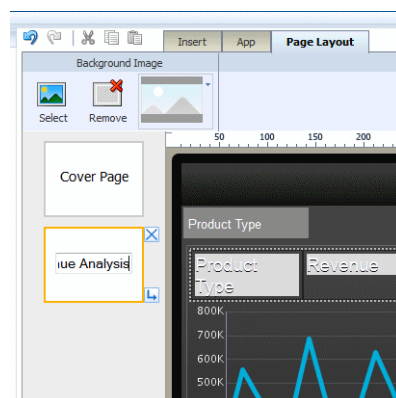 Insert App Page Layout
Background Image
Select Remove
50 100 150 200
Cover Page
Product Type
ue Analysis
Product Revenue
Type
800K
700K
600K
500K